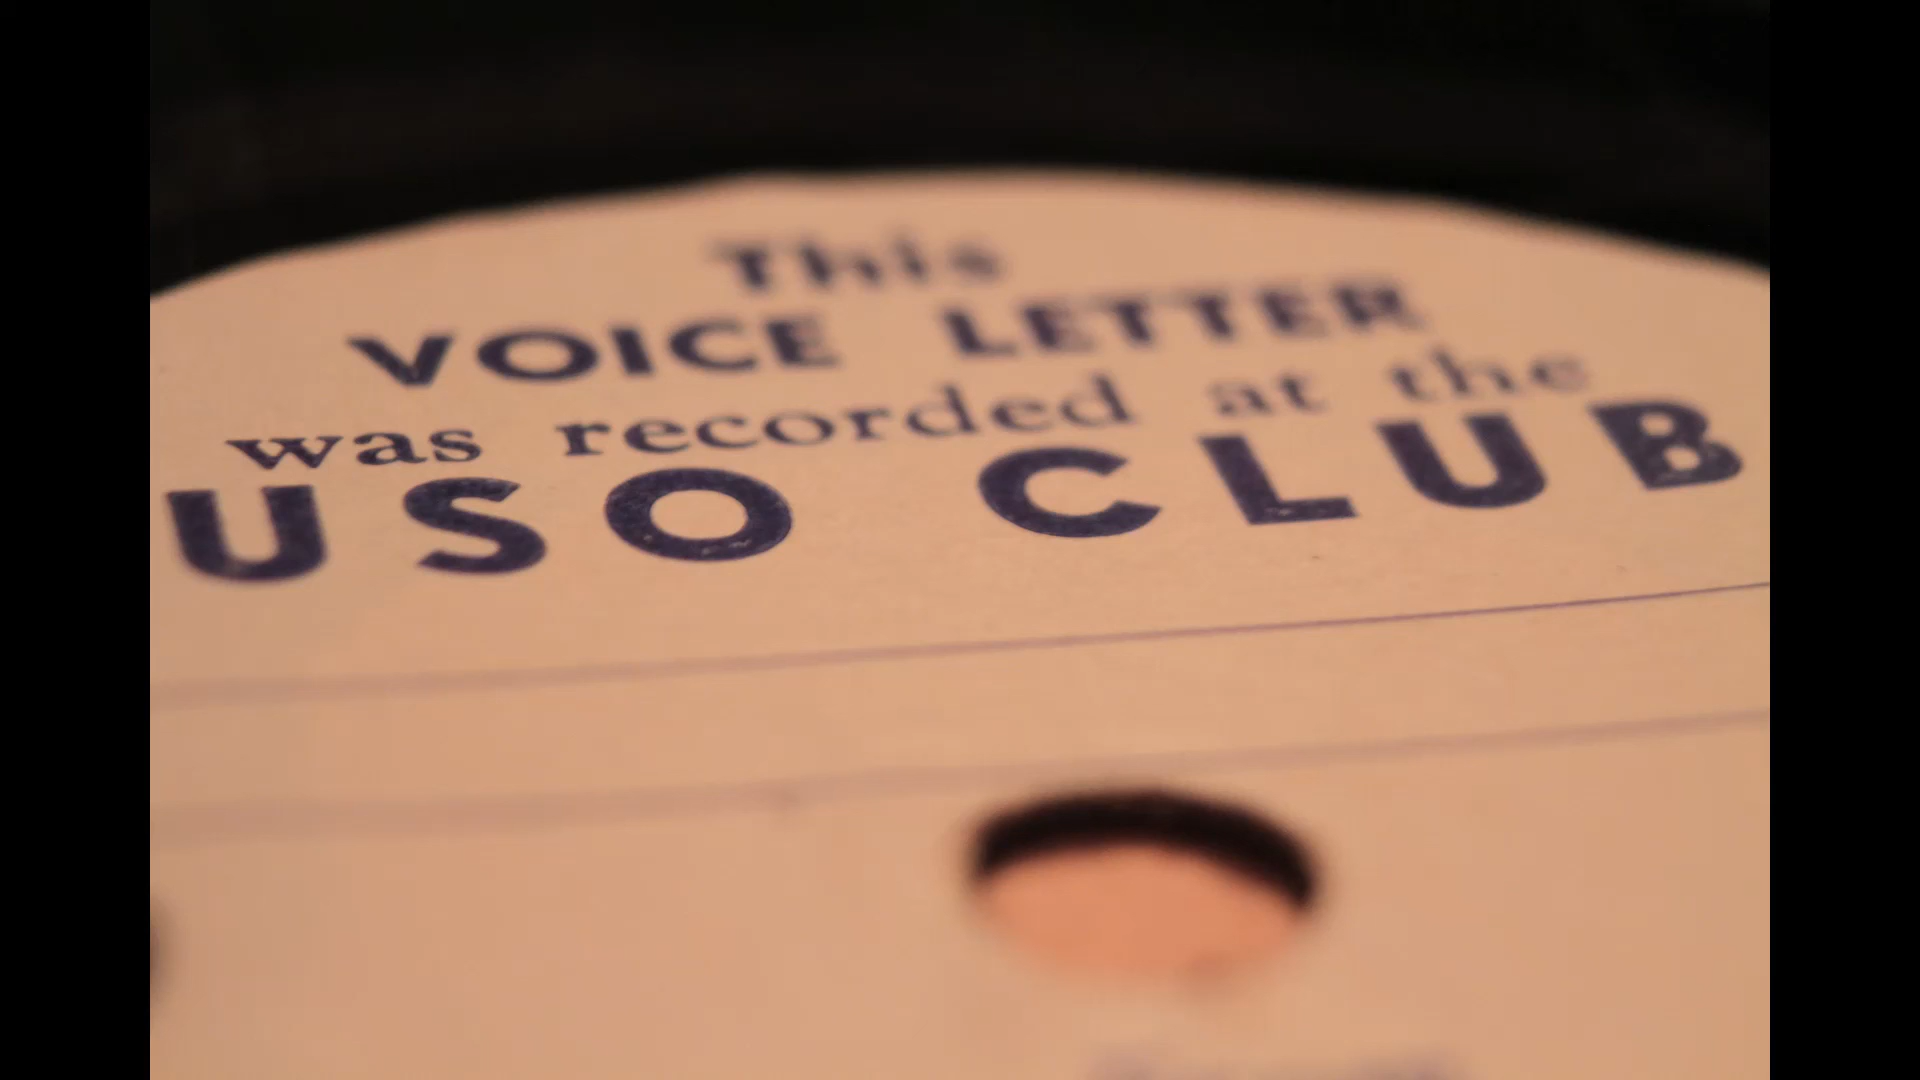 This
VOICE LETTER
was recorded at the
USO CLUB